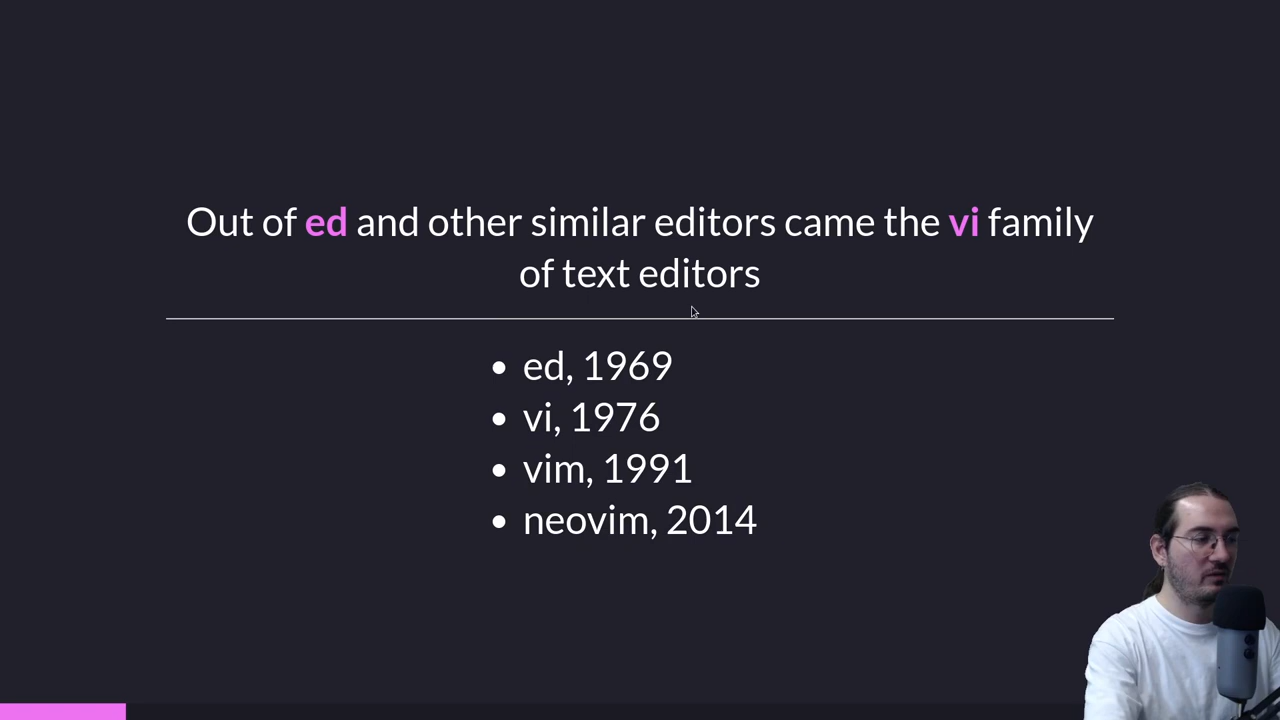 Out of ed and other similar editors came the vi family
of text editors
ed, 1969
vi, 1976
vim, 1991
neovim, 2014